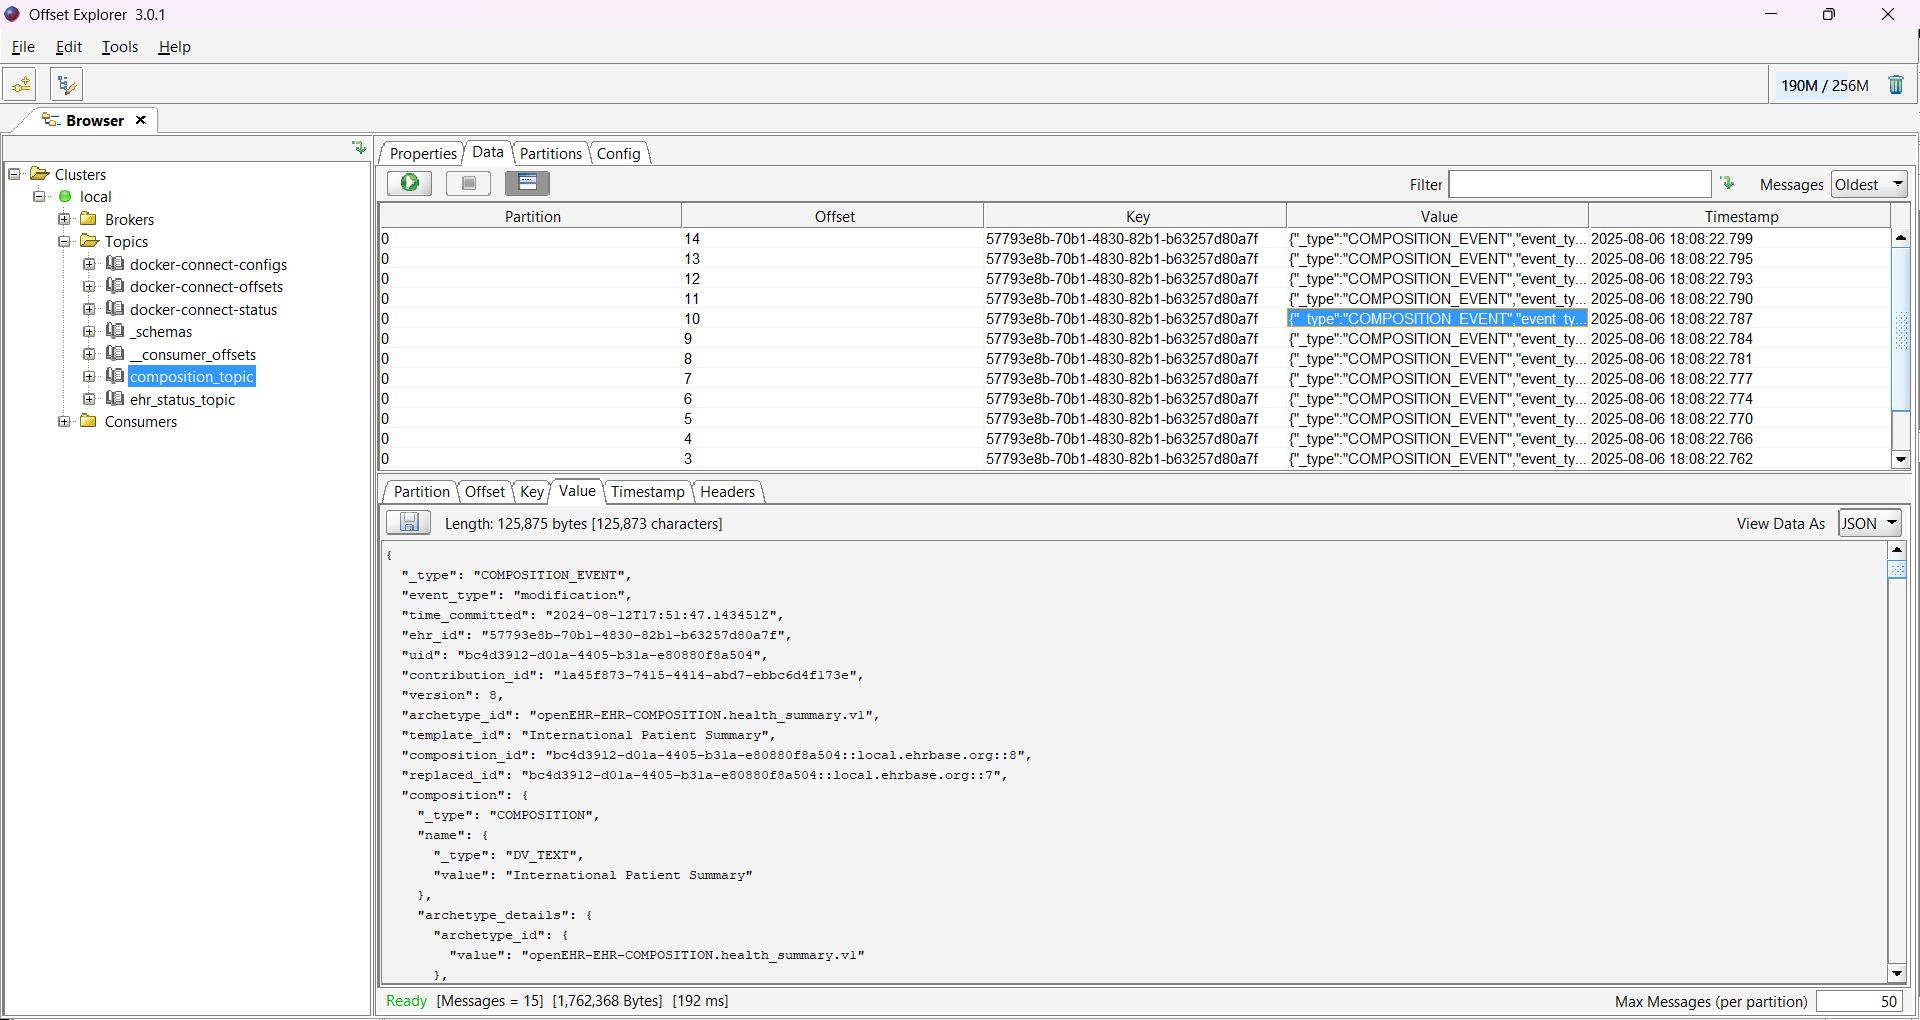 Offset Explorer 3.0.1
File Edit Tools Help
190M / 256M
Browser
Clusters
local
Brokers
Topics
docker-connect-configs
docker-connect-offsets
docker-connect-status
_schemas
__consumer_offsets
composition_topic
ehr_status_topic
Consumers
Properties Data Partitions Config
Filter Messages Oldest
Partition Offset Key Value Timestamp
0 14 57793e8b-70b1-4830-82b1-b63257d80a7f {"_type":"COMPOSITION_EVENT","event_ty... 2025-08-06 18:08:22.799
0 13 57793e8b-70b1-4830-82b1-b63257d80a7f {"_type":"COMPOSITION_EVENT","event_ty... 2025-08-06 18:08:22.795
0 12 57793e8b-70b1-4830-82b1-b63257d80a7f {"_type":"COMPOSITION_EVENT","event_ty... 2025-08-06 18:08:22.793
0 11 57793e8b-70b1-4830-82b1-b63257d80a7f {"_type":"COMPOSITION_EVENT","event_ty... 2025-08-06 18:08:22.790
0 10 57793e8b-70b1-4830-82b1-b63257d80a7f {"_type":"COMPOSITION_EVENT","event_ty... 2025-08-06 18:08:22.787
0 9 57793e8b-70b1-4830-82b1-b63257d80a7f {"_type":"COMPOSITION_EVENT","event_ty... 2025-08-06 18:08:22.784
0 8 57793e8b-70b1-4830-82b1-b63257d80a7f {"_type":"COMPOSITION_EVENT","event_ty... 2025-08-06 18:08:22.781
0 7 57793e8b-70b1-4830-82b1-b63257d80a7f {"_type":"COMPOSITION_EVENT","event_ty... 2025-08-06 18:08:22.777
0 6 57793e8b-70b1-4830-82b1-b63257d80a7f {"_type":"COMPOSITION_EVENT","event_ty... 2025-08-06 18:08:22.774
0 5 57793e8b-70b1-4830-82b1-b63257d80a7f {"_type":"COMPOSITION_EVENT","event_ty... 2025-08-06 18:08:22.770
0 4 57793e8b-70b1-4830-82b1-b63257d80a7f {"_type":"COMPOSITION_EVENT","event_ty... 2025-08-06 18:08:22.766
0 3 57793e8b-70b1-4830-82b1-b63257d80a7f {"_type":"COMPOSITION_EVENT","event_ty... 2025-08-06 18:08:22.762
Partition Offset Key Value Timestamp Headers
Length: 125,875 bytes [125,873 characters] View Data As JSON
{
"_type": "COMPOSITION_EVENT",
"event_type": "modification",
"time_committed": "2024-08-12T17:51:47.143451Z",
"ehr_id": "57793e8b-70b1-4830-82b1-b63257d80a7f",
"uid": "bc4d3912-d01a-4405-b31a-e80880f8a504",
"contribution_id": "1a45f873-7415-4414-abd7-ebbc6d4f173e",
"version": 8,
"archetype_id": "openEHR-EHR-COMPOSITION.health_summary.v1",
"template_id": "International Patient Summary",
"composition_id": "bc4d3912-d01a-4405-b31a-e80880f8a504::local.ehrbase.org::8",
"replaced_id": "bc4d3912-d01a-4405-b31a-e80880f8a504::local.ehrbase.org::7",
"composition": {
"_type": "COMPOSITION",
"name": {
"_type": "DV_TEXT",
"value": "International Patient Summary"
},
"archetype_details": {
"archetype_id": {
"value": "openEHR-EHR-COMPOSITION.health_summary.v1"
},
Ready [Messages = 15] [1,762,368 Bytes] [192 ms] Max Messages (per partition) 50